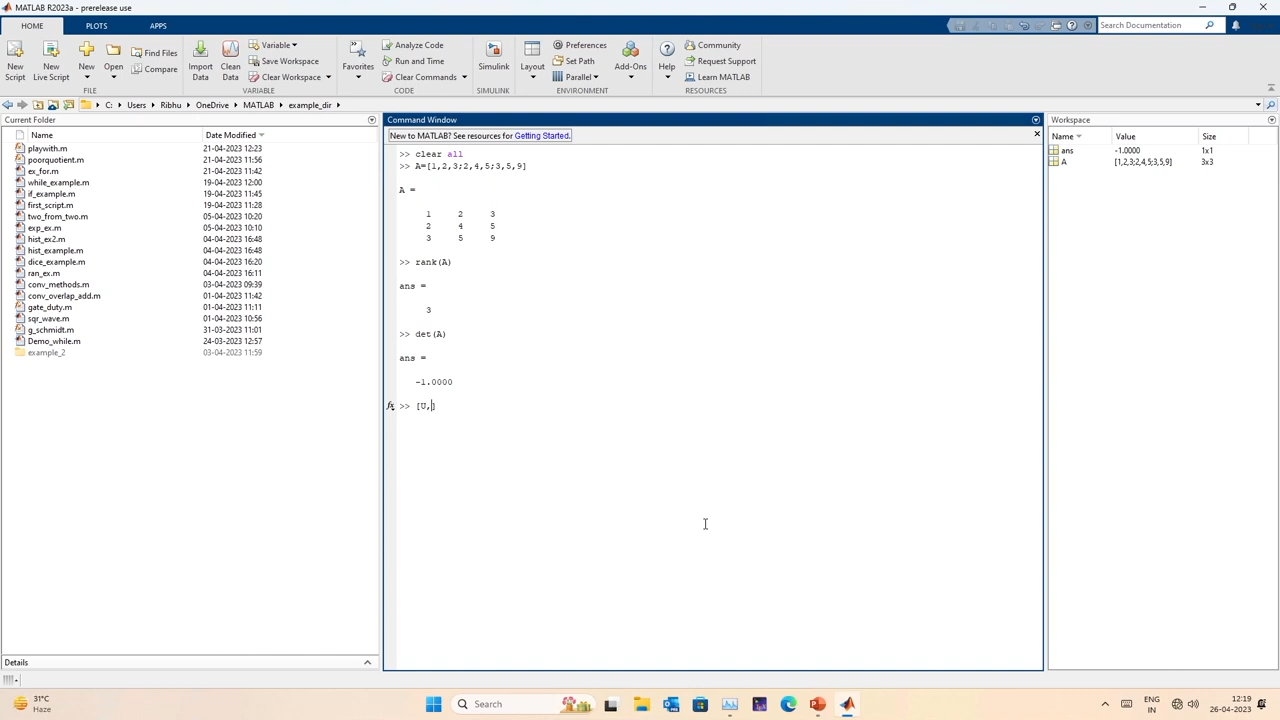 MATLAB R2023a - prerelease use
HOME PLOTS APPS
Search Documentation
New Script
New Live Script
New
Open
Find Files
Compare
FILE
Import Data
Clean Data
Variable
Save Workspace
Clear Workspace
VARIABLE
Favorites
Analyze Code
Run and Time
Clear Commands
CODE
Simulink
SIMULINK
Layout
Preferences
Set Path
Parallel
ENVIRONMENT
Add-Ons
Help
Community
Request Support
Learn MATLAB
RESOURCES
C: Users Ribhu OneDrive MATLAB example_dir
Current Folder
Name Date Modified
playwith.m 21-04-2023 12:23
poorquotient.m 21-04-2023 11:56
ex_for.m 21-04-2023 11:42
while_example.m 19-04-2023 12:00
if_example.m 19-04-2023 11:45
first_script.m 19-04-2023 11:28
two_from_two.m 05-04-2023 10:20
exp_ex.m 05-04-2023 10:10
hist_ex2.m 04-04-2023 16:48
hist_example.m 04-04-2023 16:48
dice_example.m 04-04-2023 16:20
ran_ex.m 04-04-2023 16:11
conv_methods.m 03-04-2023 09:39
conv_overlap_add.m 01-04-2023 11:42
gate_duty.m 01-04-2023 11:11
sqr_wave.m 01-04-2023 10:56
g_schmidt.m 31-03-2023 11:01
Demo_while.m 24-03-2023 12:57
example_2 03-04-2023 11:59
Details
Command Window
New to MATLAB? See resources for Getting Started.
>> clear all
>> A=[1,2,3;2,4,5;3,5,9]
A =
1 2 3
2 4 5
3 5 9
>> rank(A)
ans =
3
>> det(A)
ans =
-1.0000
fx >> [U,]
Workspace
Name Value Size
ans -1.0000 1x1
A [1,2,3;2,4,5;3,5,9] 3x3
31°C
Haze
Search
ENG
IN
12:19
26-04-2023